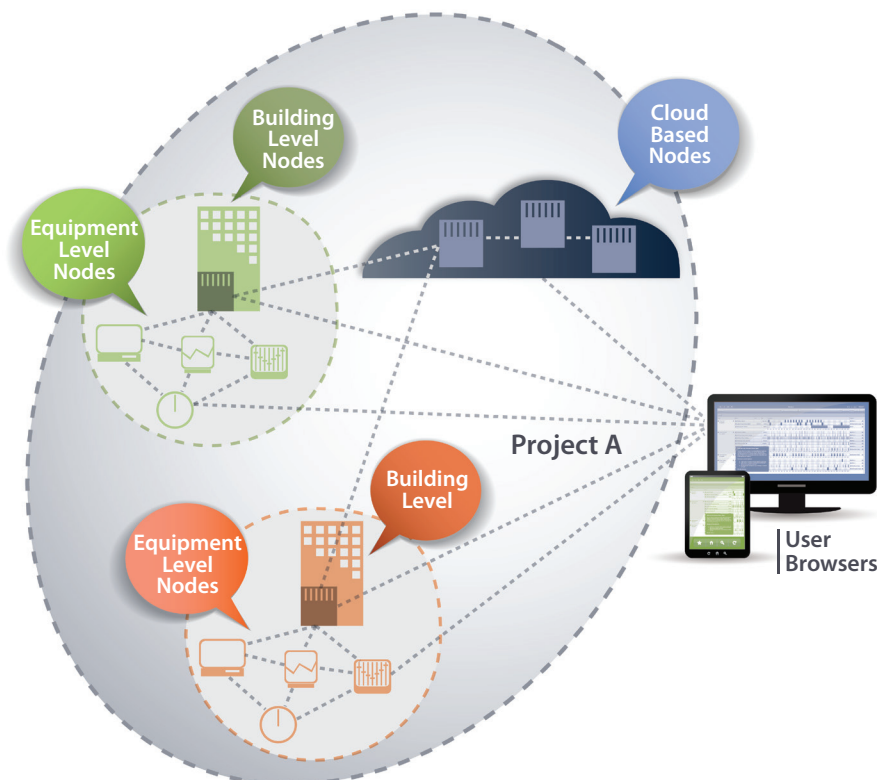 Building
Level
Nodes
Cloud
Based
Nodes
Equipment
Level
Nodes
Project A
Building
Level
Equipment
Level
Nodes
User
Browsers